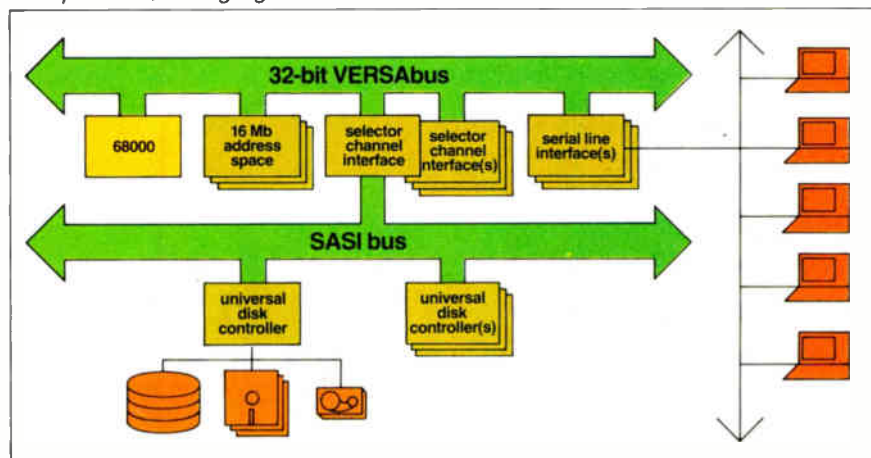 32-bit VERSAbus
68000
16 Mb
address
space
selector
channel
interface
selector
channel
interface(s)
serial line
interface(s)
SASI bus
universal
disk
controller
universal
disk
controller(s)